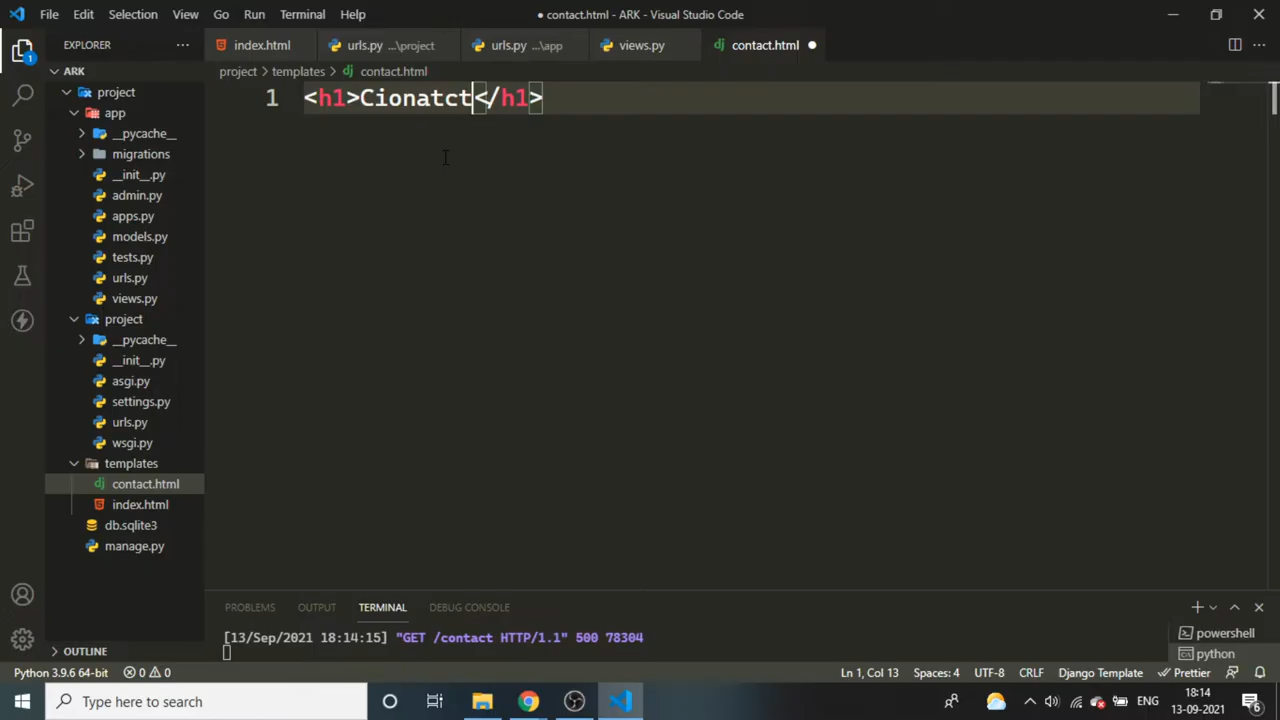 File Edit Selection View Go Run Terminal Help
● contact.html - ARK - Visual Studio Code
EXPLORER
index.html
urls.py ...\project
urls.py ...\app
views.py
contact.html ●
ARK
project > templates > contact.html
project
app
__pycache__
migrations
__init__.py
admin.py
apps.py
models.py
tests.py
urls.py
views.py
project
__pycache__
__init__.py
asgi.py
settings.py
urls.py
wsgi.py
templates
contact.html
index.html
db.sqlite3
manage.py
OUTLINE
1 <h1>Cionatct</h1>
PROBLEMS OUTPUT TERMINAL DEBUG CONSOLE
[13/Sep/2021 18:14:15] "GET /contact HTTP/1.1" 500 78304
powershell
python
1
Python 3.9.6 64-bit 0 0 Ln 1, Col 13 Spaces: 4 UTF-8 CRLF Django Template Prettier
Type here to search
ENG
18:14
13-09-2021
6